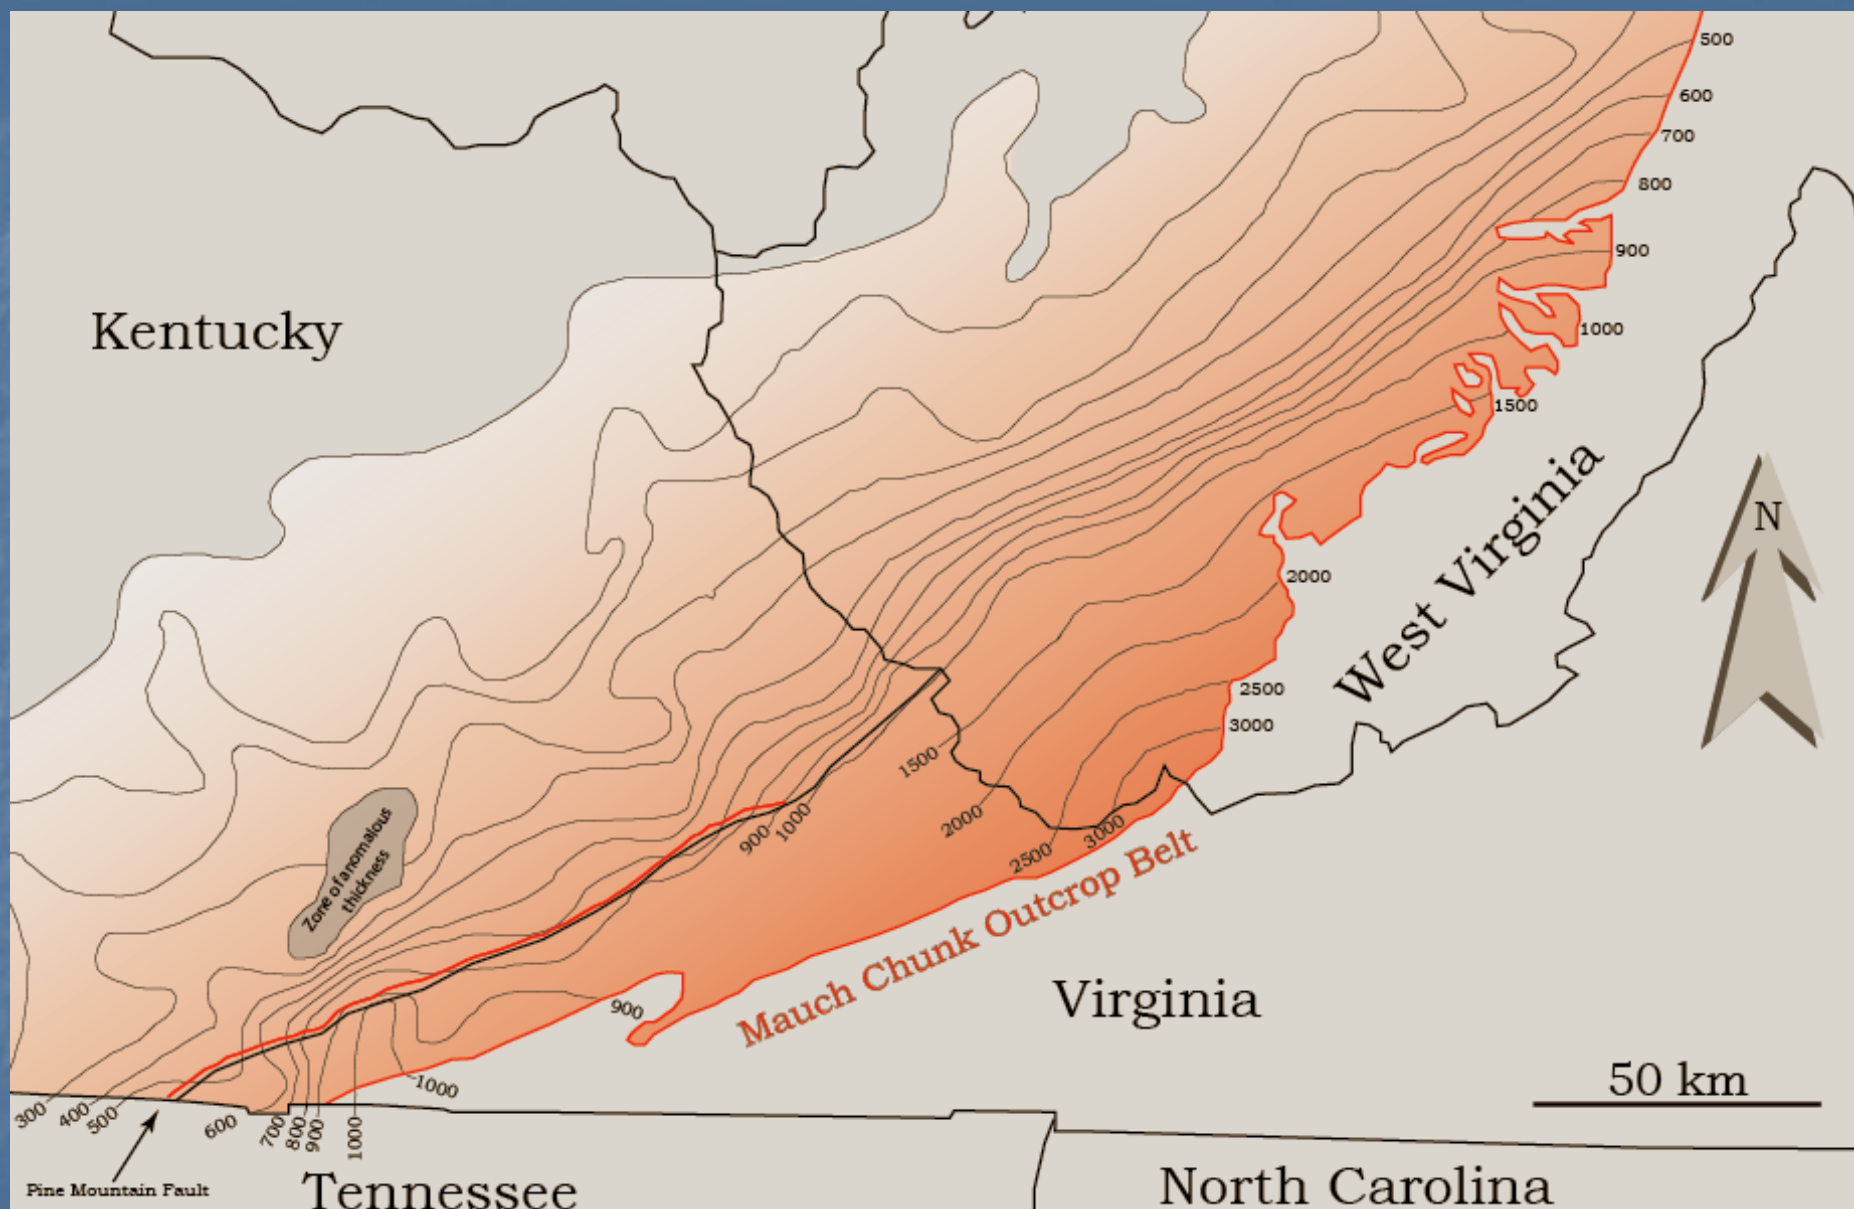 500
600
700
800
900
1000
1500
2000
2500
3000
Kentucky
West Virginia
N
1500
2000
2500
3000
900
1000
Zone of anomalous
thickness
Mauch Chunk Outcrop Belt
Virginia
900
1000
50 km
300
400
500
600
700
800
900
1000
Pine Mountain Fault
Tennessee
North Carolina